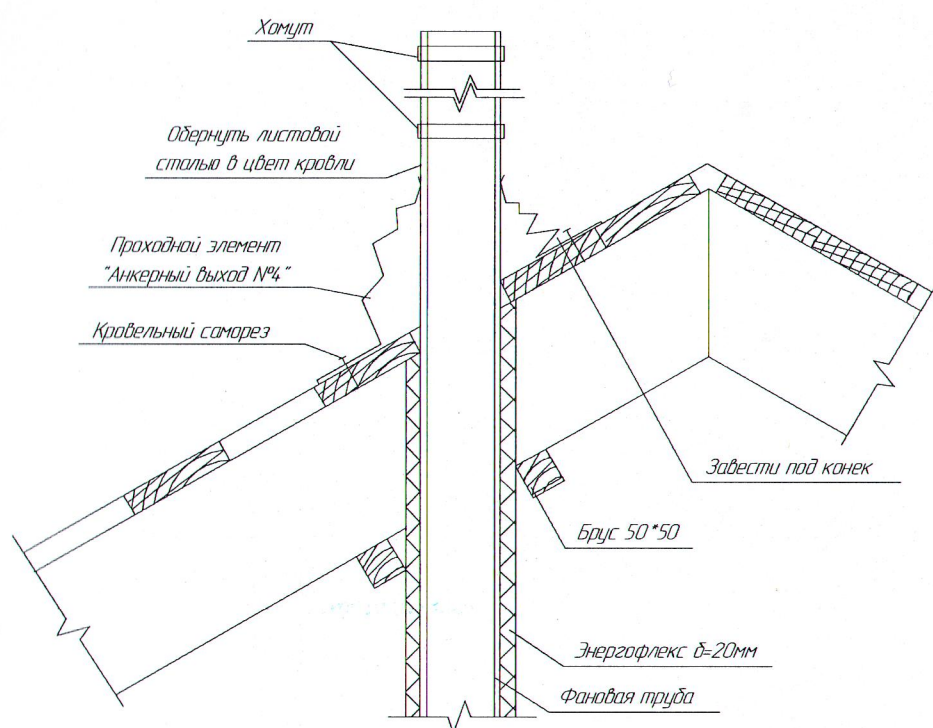 Хомут
Обернуть листовой
сталью в цвет кровли
Проходной элемент
"Анкерный выход №4"
Кровельный саморез
Завести под конек
Брус 50*50
Энергофлекс δ=20мм
Фановая труба